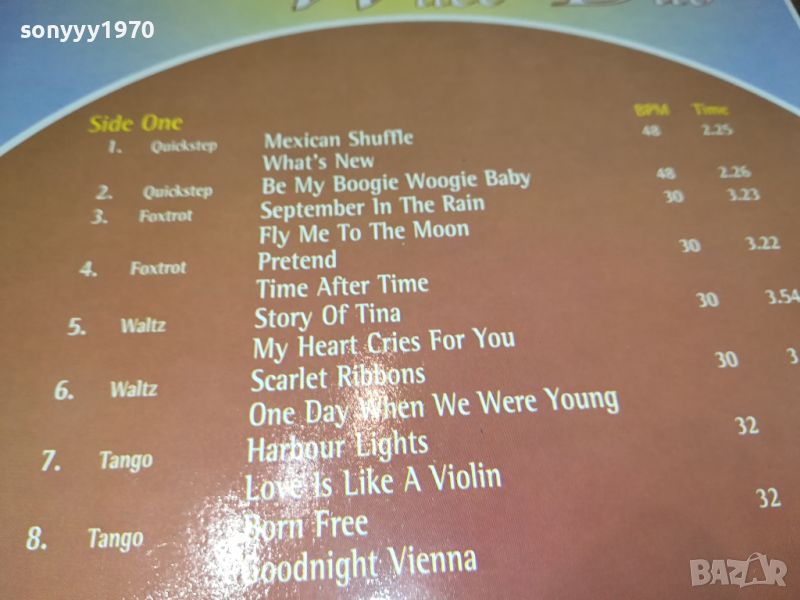 sonyyy1970
Side One BPM Time
1. Quickstep Mexican Shuffle 48 2.25
What's New
2. Quickstep Be My Boogie Woogie Baby 48 2.26
3. Foxtrot September In The Rain 30 3.23
Fly Me To The Moon
4. Foxtrot Pretend 30 3.22
Time After Time
5. Waltz Story Of Tina 30 3.54
My Heart Cries For You
6. Waltz Scarlet Ribbons 30 3
One Day When We Were Young
7. Tango Harbour Lights 32
Love Is Like A Violin
8. Tango Born Free 32
Goodnight Vienna
BAZAR